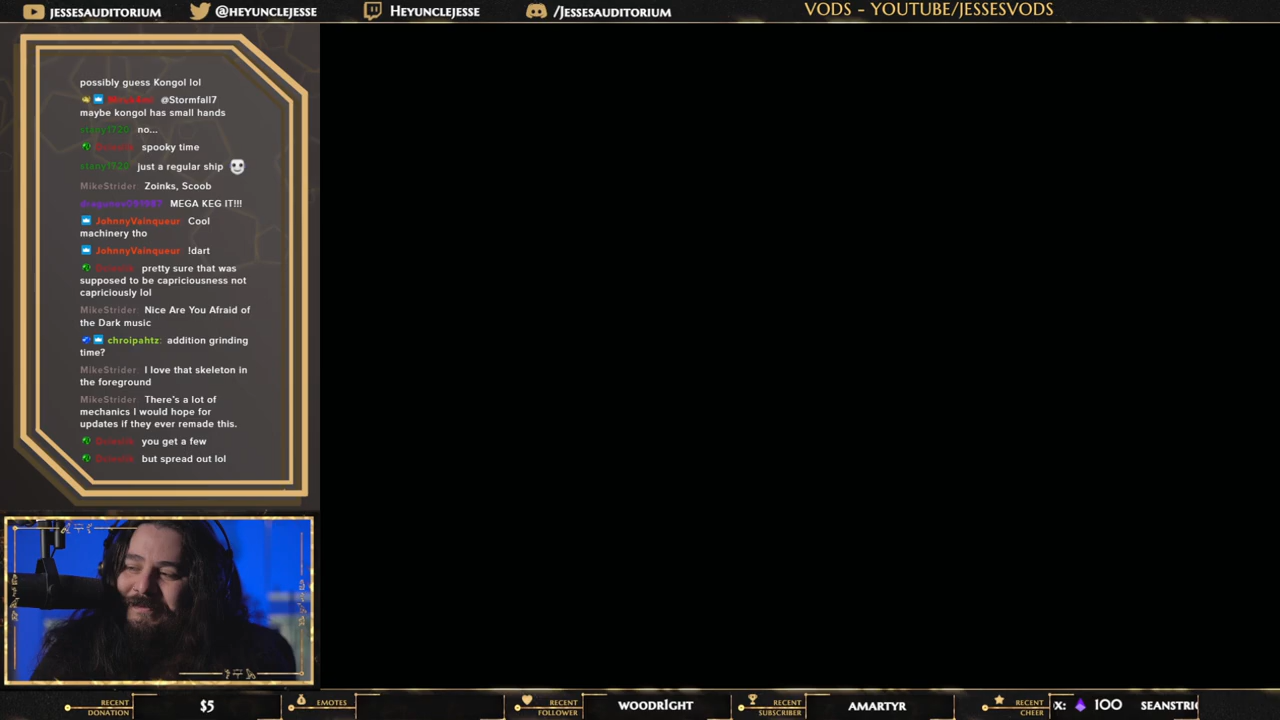 JESSESAUDITORIUM
@HEYUNCLEJESSE
HEYUNCLEJESSE
/JESSESAUDITORIUM
VODS - YOUTUBE/JESSESVODS
possibly guess Kongol lol
@Stormfall7
maybe kongol has small hands
stany1720: no...
spooky time
stany1720: just a regular ship
MikeStrider: Zoinks, Scoob
MEGA KEG IT!!!
JohnnyVainqueur: Cool
machinery tho
JohnnyVainqueur: !dart
pretty sure that was
supposed to be capriciousness not
capriciously lol
MikeStrider: Nice Are You Afraid of
the Dark music
chroipahtz: addition grinding
time?
MikeStrider: I love that skeleton in
the foreground
MikeStrider: There's a lot of
mechanics I would hope for
updates if they ever remade this.
you get a few
but spread out lol
RECENT
DONATION
$5
EMOTES
RECENT
FOLLOWER
WOODRIGHT
RECENT
SUBSCRIBER
AMARTYR
RECENT
CHEER
X: 100 SEANSTRI